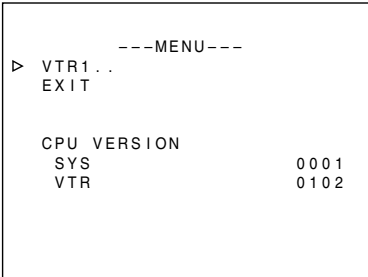 ---MENU---
▷ VTR1..
EXIT
CPU VERSION
SYS 0001
VTR 0102